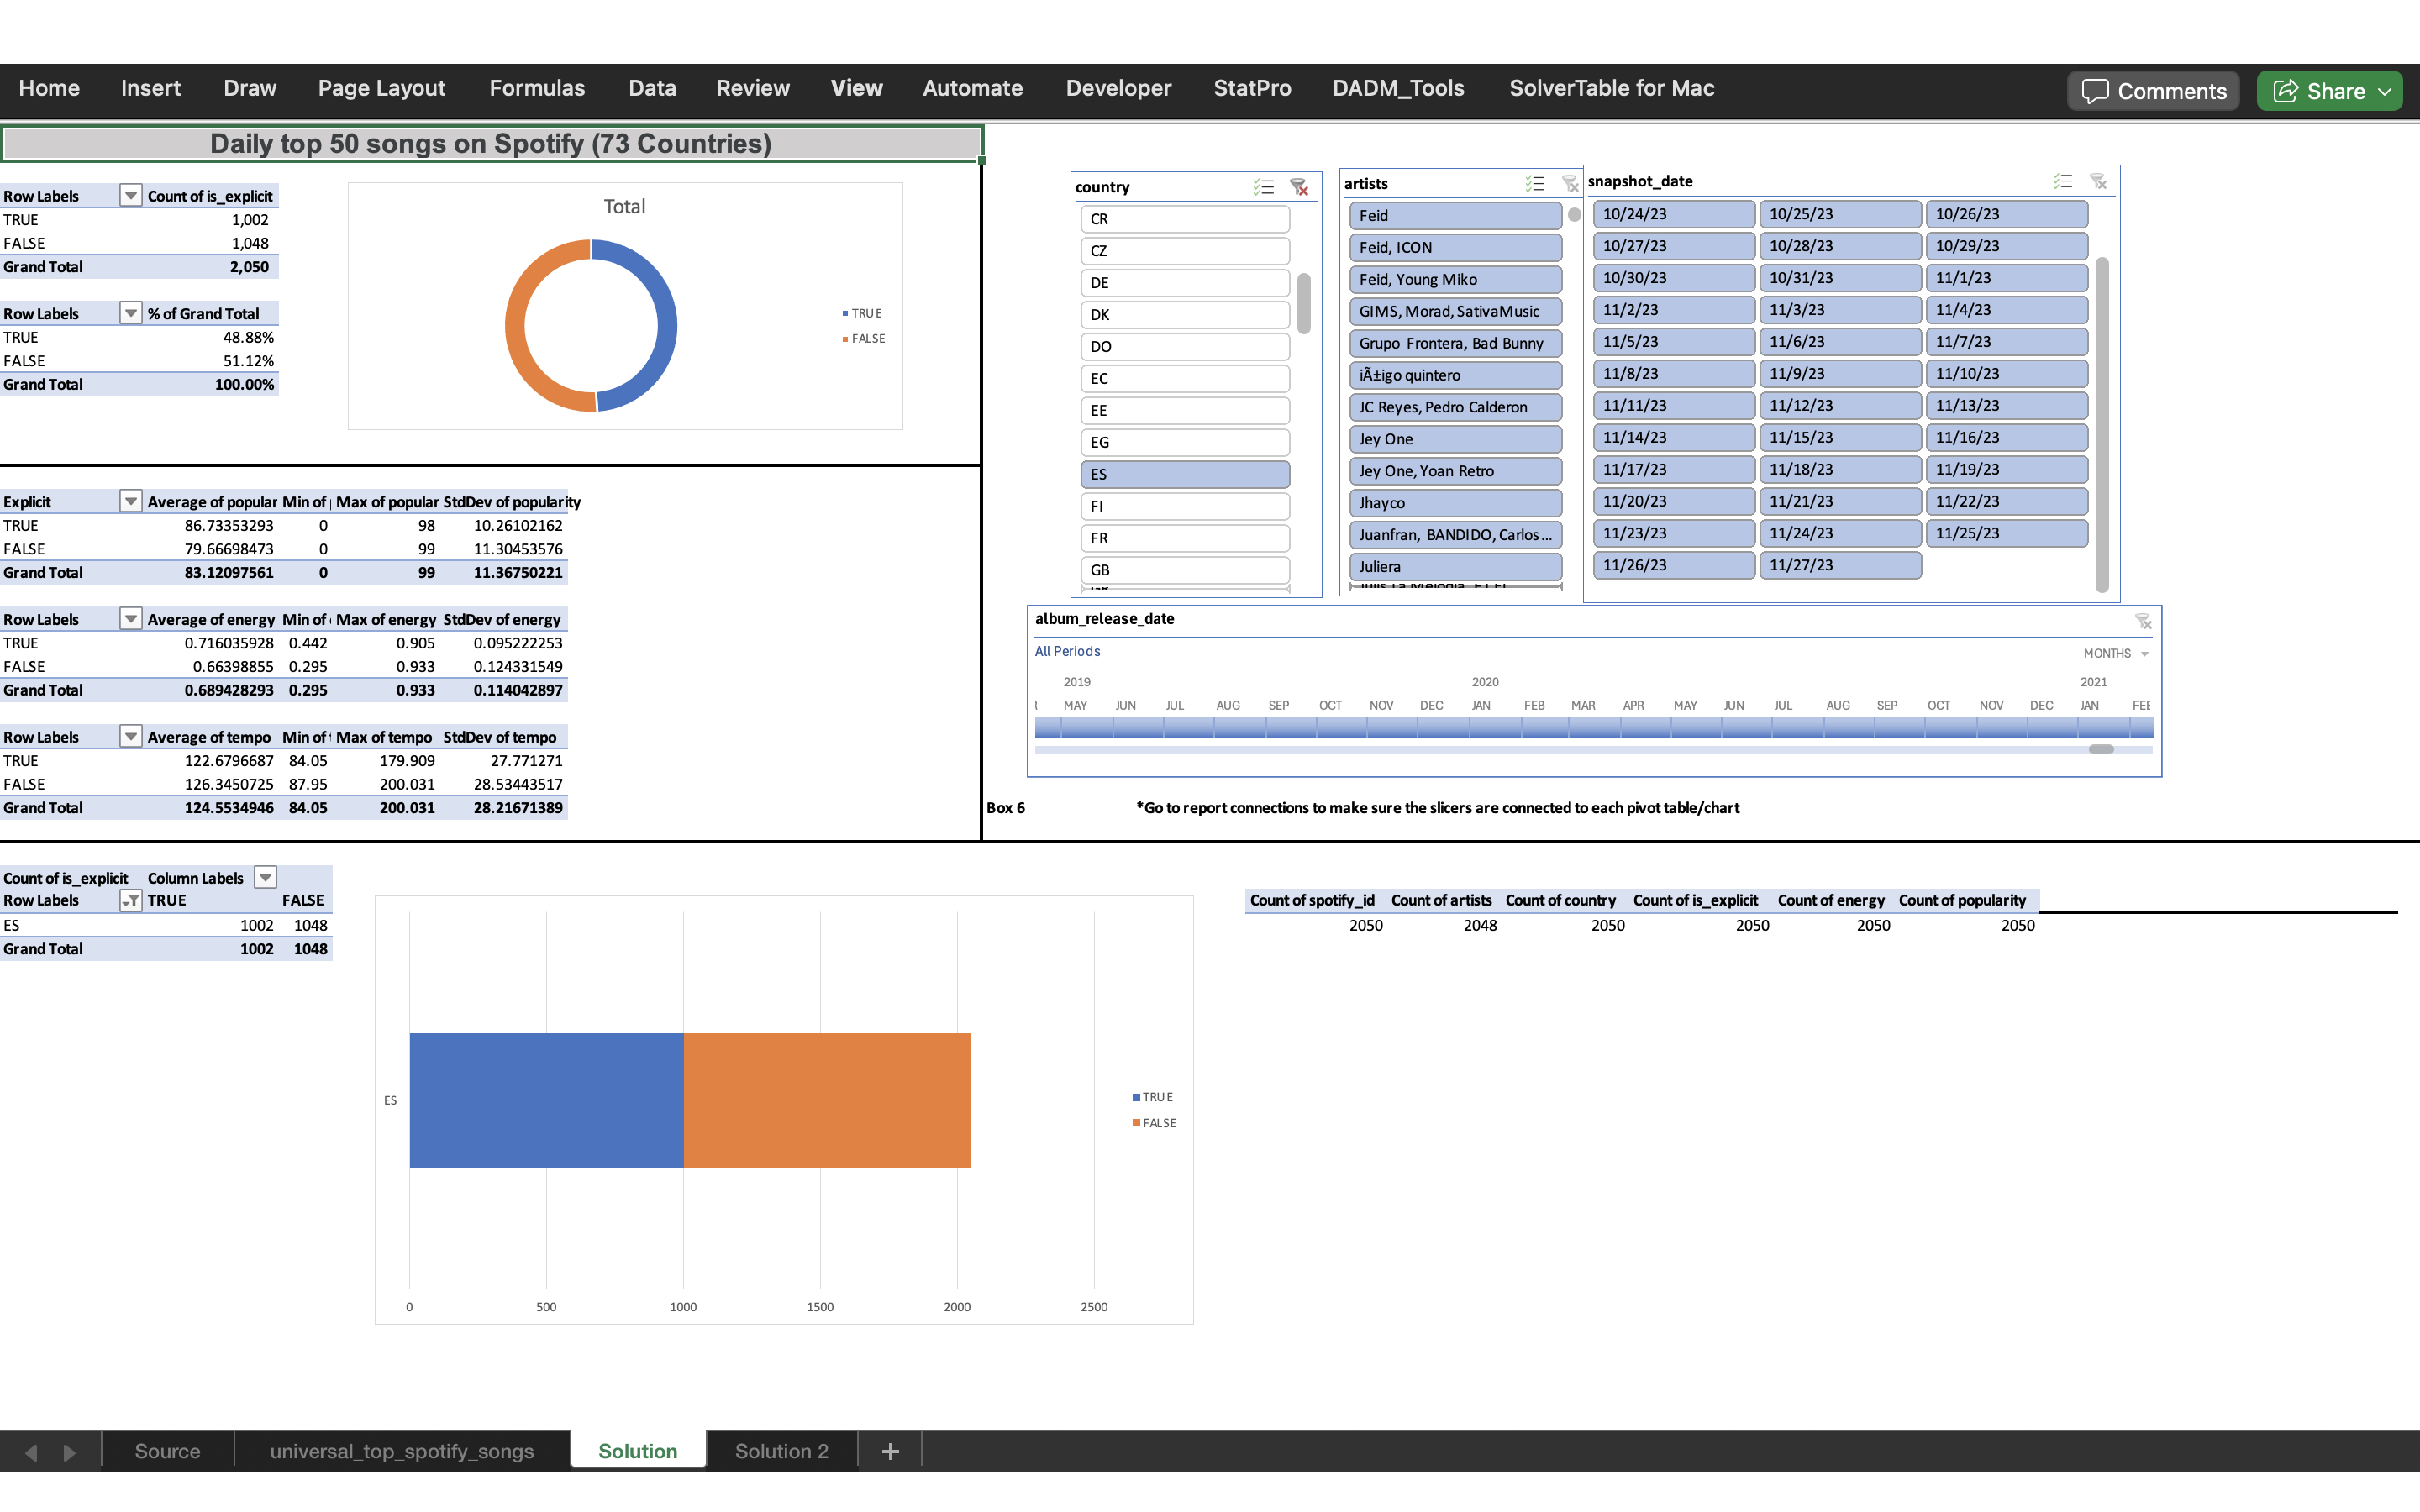 Home Insert Draw Page Layout Formulas Data Review View Automate Developer StatPro DADM_Tools SolverTable for Mac Comments Share
Daily top 50 songs on Spotify (73 Countries)
Row Labels Count of is_explicit
TRUE 1,002
FALSE 1,048
Grand Total 2,050
Row Labels % of Grand Total
TRUE 48.88%
FALSE 51.12%
Grand Total 100.00%
Total
TRUE
FALSE
Explicit Average of popular Min of Max of popular StdDev of popularity
TRUE 86.73353293 0 98 10.26102162
FALSE 79.66698473 0 99 11.30453576
Grand Total 83.12097561 0 99 11.36750221
Row Labels Average of energy Min of Max of energy StdDev of energy
TRUE 0.716035928 0.442 0.905 0.095222253
FALSE 0.66398855 0.295 0.933 0.124331549
Grand Total 0.689428293 0.295 0.933 0.114042897
Row Labels Average of tempo Min of Max of tempo StdDev of tempo
TRUE 122.6796687 84.05 179.909 27.771271
FALSE 126.3450725 87.95 200.031 28.53443517
Grand Total 124.5534946 84.05 200.031 28.21671389
country
CR
CZ
DE
DK
DO
EC
EE
EG
ES
FI
FR
GB
artists
Feid
Feid, ICON
Feid, Young Miko
GIMS, Morad, SativaMusic
Grupo Frontera, Bad Bunny
iÃ±igo quintero
JC Reyes, Pedro Calderon
Jey One
Jey One, Yoan Retro
Jhayco
Juanfran, BANDIDO, Carlos...
Juliera
snapshot_date
10/24/23 10/25/23 10/26/23
10/27/23 10/28/23 10/29/23
10/30/23 10/31/23 11/1/23
11/2/23 11/3/23 11/4/23
11/5/23 11/6/23 11/7/23
11/8/23 11/9/23 11/10/23
11/11/23 11/12/23 11/13/23
11/14/23 11/15/23 11/16/23
11/17/23 11/18/23 11/19/23
11/20/23 11/21/23 11/22/23
11/23/23 11/24/23 11/25/23
11/26/23 11/27/23
album_release_date
All Periods MONTHS
2019 2020 2021
MAY JUN JUL AUG SEP OCT NOV DEC JAN FEB MAR APR MAY JUN JUL AUG SEP OCT NOV DEC JAN FEE
Box 6 *Go to report connections to make sure the slicers are connected to each pivot table/chart
Count of is_explicit Column Labels
Row Labels TRUE FALSE
ES 1002 1048
Grand Total 1002 1048
ES
TRUE
FALSE
0 500 1000 1500 2000 2500
Count of spotify_id Count of artists Count of country Count of is_explicit Count of energy Count of popularity
2050 2048 2050 2050 2050 2050
Source universal_top_spotify_songs Solution Solution 2 +